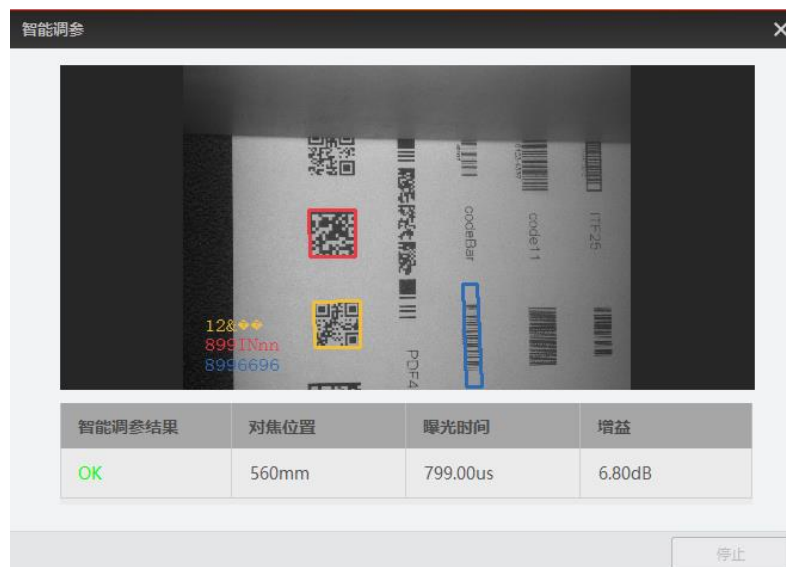 智能调参
codeBar
code11
ITF25
12&��
899INnn
8996696
PDF4
智能调参结果 对焦位置 曝光时间 增益
OK 560mm 799.00us 6.80dB
停止